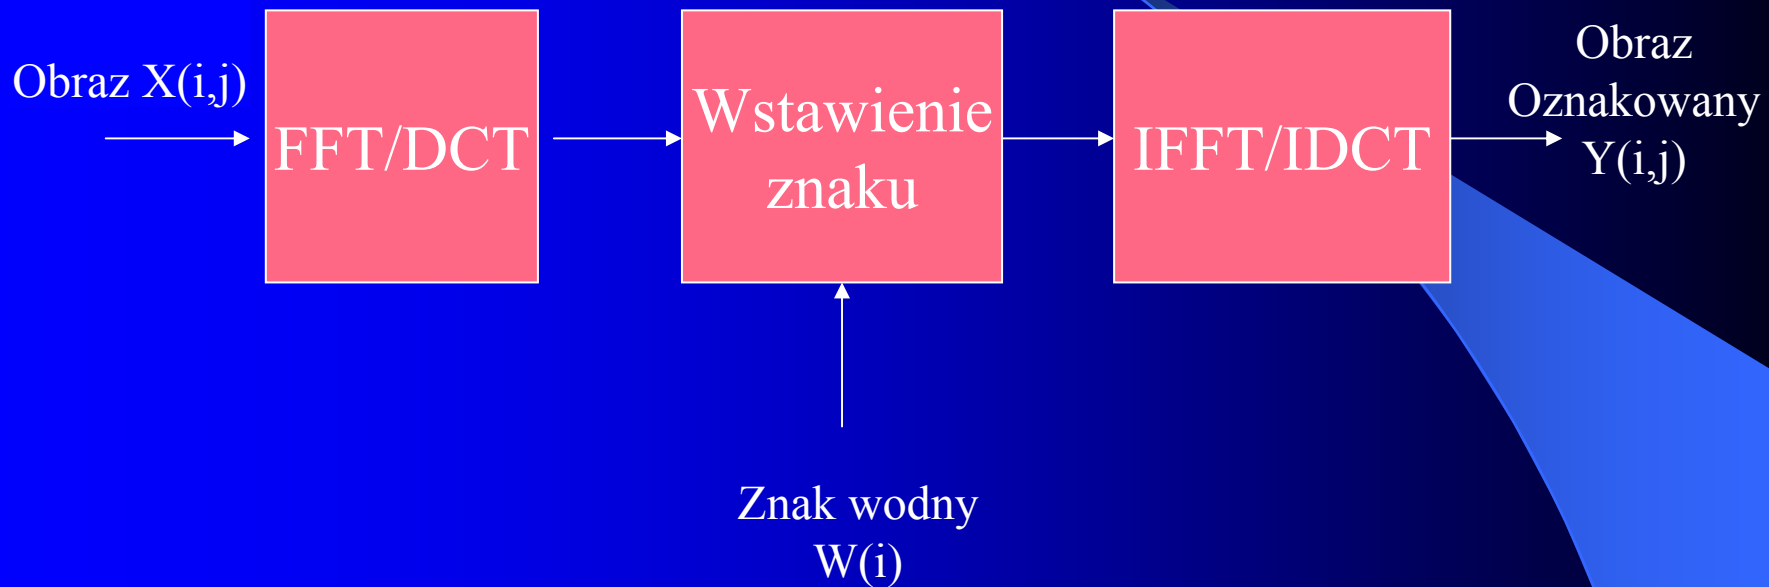 Obraz X(i,j)
FFT/DCT
Wstawienie
znaku
IFFT/IDCT
Obraz
Oznakowany
Y(i,j)
Znak wodny
W(i)